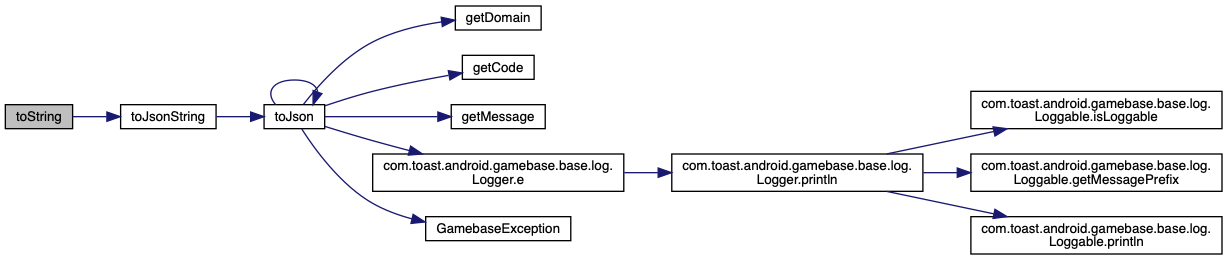 toString
toJsonString
toJson
getDomain
getCode
getMessage
com.toast.android.gamebase.base.log.
Logger.e
GamebaseException
com.toast.android.gamebase.base.log.
Logger.println
com.toast.android.gamebase.base.log.
Loggable.isLoggable
com.toast.android.gamebase.base.log.
Loggable.getMessagePrefix
com.toast.android.gamebase.base.log.
Loggable.println